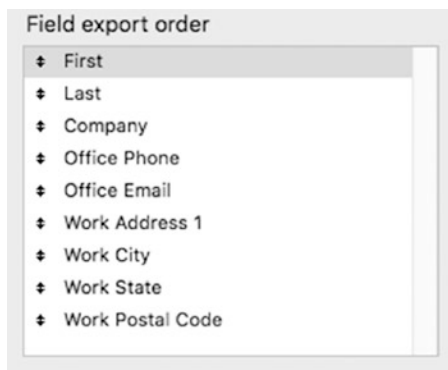 Field export order
First
Last
Company
Office Phone
Office Email
Work Address 1
Work City
Work State
Work Postal Code